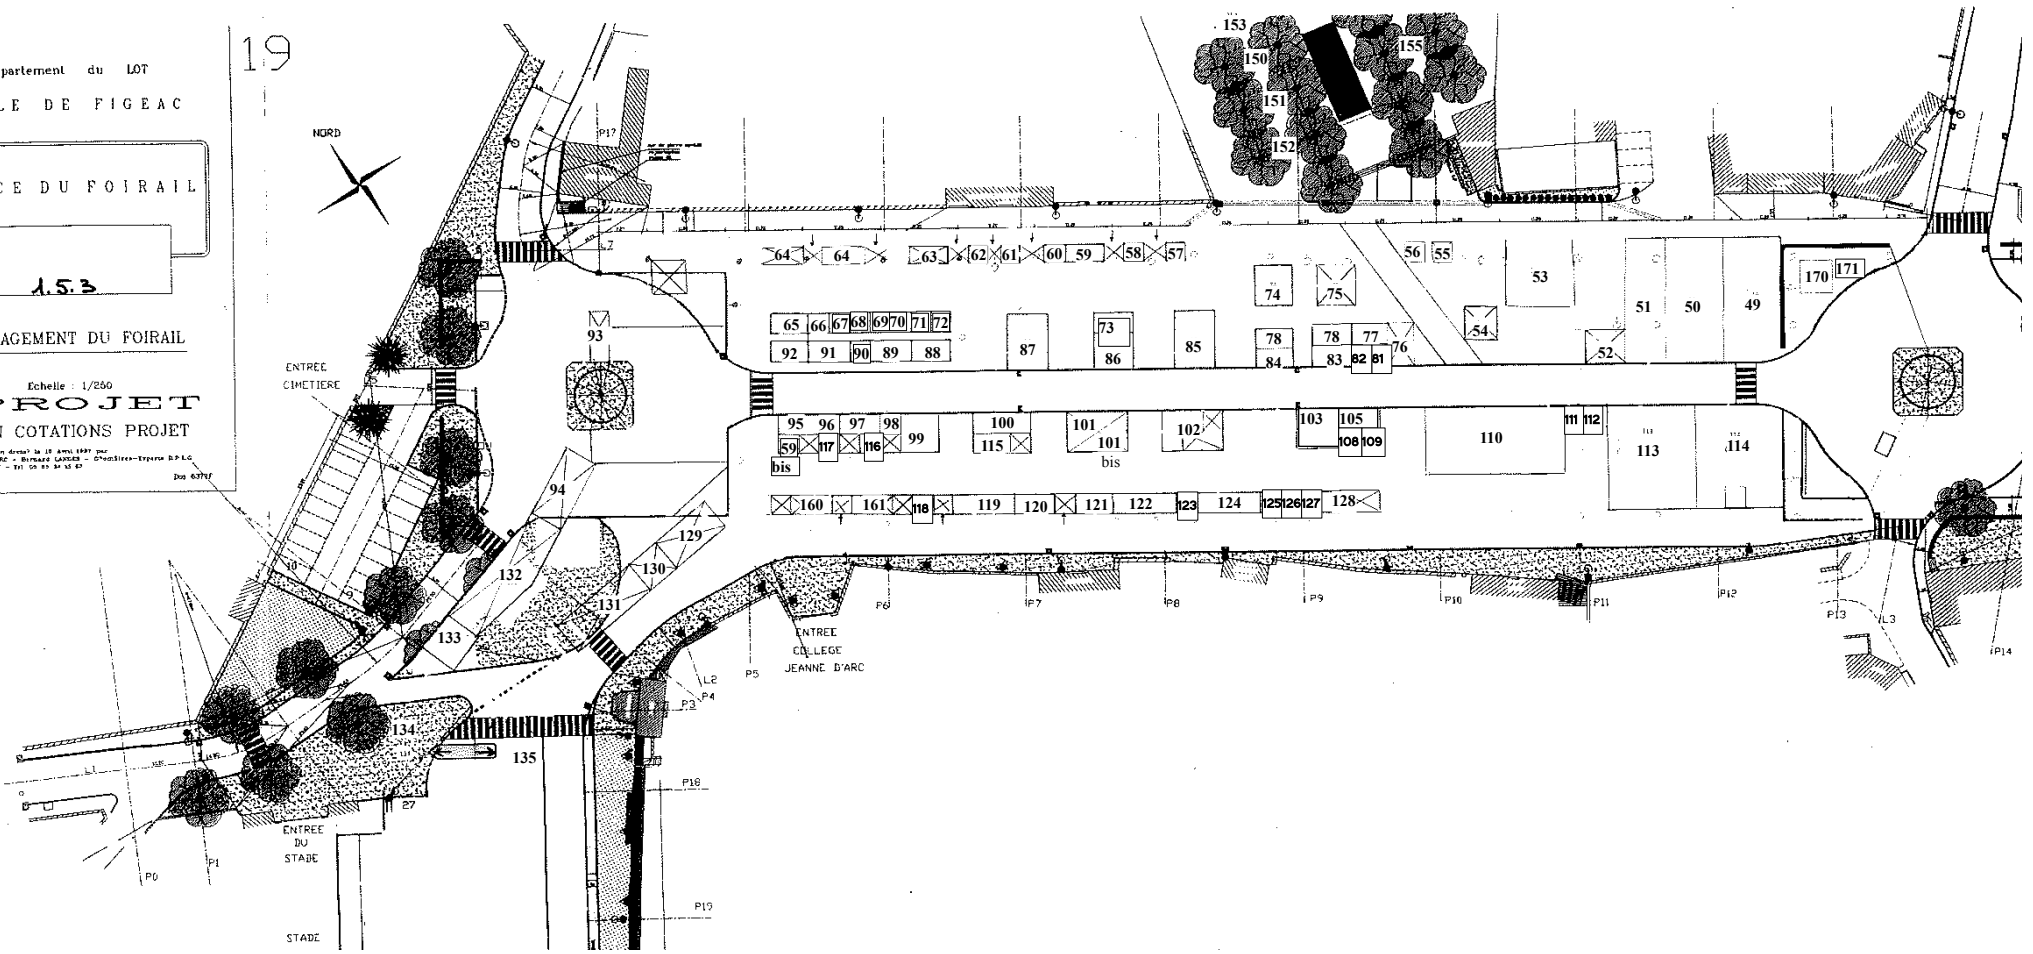 19
partement du LOT
LE DE FIGEAC
CE DU FOIRAIL
1.5.3
AGEMENT DU FOIRAIL
Echelle : 1/250
PROJET
N COTATIONS PROJET
NORD
ENTREE
CIMETIERE
P17
L7
153
150
155
151
152
64 64 63 62 61 60 59 58 57
56 55
53
51 50 49
170 171
74 75
54
52
65 66 67 68 69 70 71 72
73
93
92 91 90 89 88
87 86 85
78 78 77
76
84 83 82 81
95 96 97 98
99
100
101
102
103 105
110
111 112
59
bis
117
116
115
101
bis
108 109
113 114
94
160 161 118 119 120 121 122 123 124 125 126 127 128
129
130
132
131
133
134
135
P6
P7
P8
P9
P10
P11
P12
P13
L3
P14
ENTREE
COLLEGE
JEANNE D'ARC
P5
L2
P4
P3
P18
P19
L1
P0
P1
27
ENTREE
DU
STADE
STADE